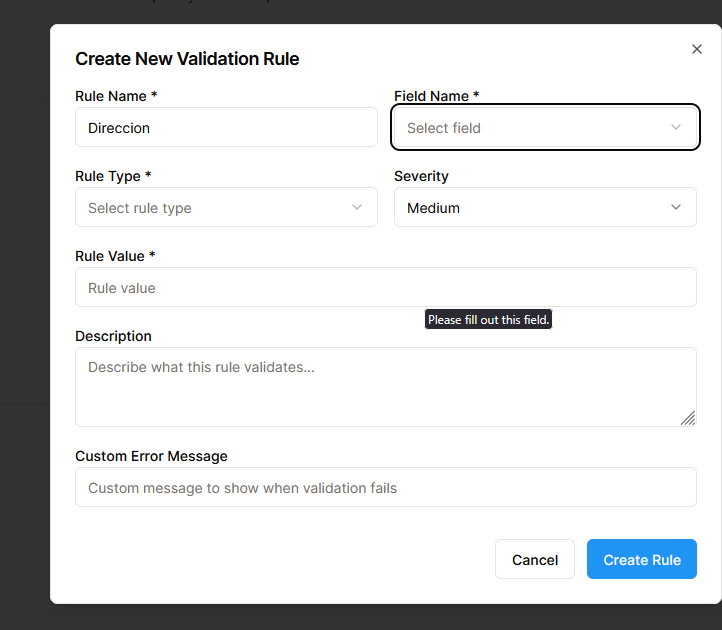 Create New Validation Rule
Rule Name *
Field Name *
Direccion
Select field
Rule Type *
Severity
Select rule type
Medium
Rule Value *
Rule value
Please fill out this field.
Description
Describe what this rule validates...
Custom Error Message
Custom message to show when validation fails
Cancel
Create Rule